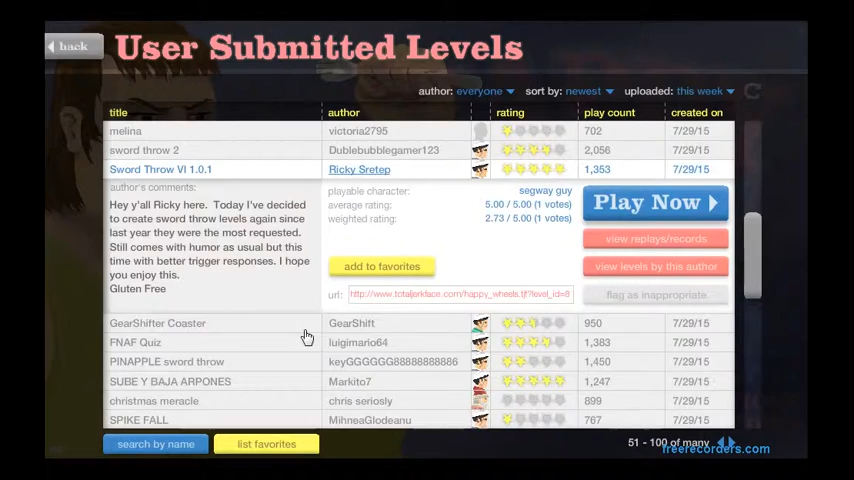 back
User Submitted Levels
author: everyone sort by: newest uploaded: this week
title author rating play count created on
melina victoria2795 702 7/29/15
sword throw 2 Dublebubblegamer123 2,056 7/29/15
Sword Throw VI 1.0.1 Ricky Sretep 1,353 7/29/15
author's comments:
Hey y'all Ricky here. Today I've decided
to create sword throw levels again since
last year they were the most requested.
Still comes with humor as usual but this
time with better trigger responses. I hope
you enjoy this.
Gluten Free
playable character: segway guy
average rating: 5.00 / 5.00 (1 votes)
weighted rating: 2.73 / 5.00 (1 votes)
add to favorites
url: http://www.totaljerkface.com/happy_wheels.tjf?level_id=8
Play Now
view replays/records
view levels by this author
flag as inappropriate.
GearShifter Coaster GearShift 950 7/29/15
FNAF Quiz luigimario64 1,383 7/29/15
PINAPPLE sword throw keyGGGGGG88888888886 1,450 7/29/15
SUBE Y BAJA ARPONES Markito7 1,247 7/29/15
christmas meracle chris seriosly 899 7/29/15
SPIKE FALL MihneaGlodeanu 767 7/29/15
search by name list favorites 51 - 100 of many
freerecorders.com